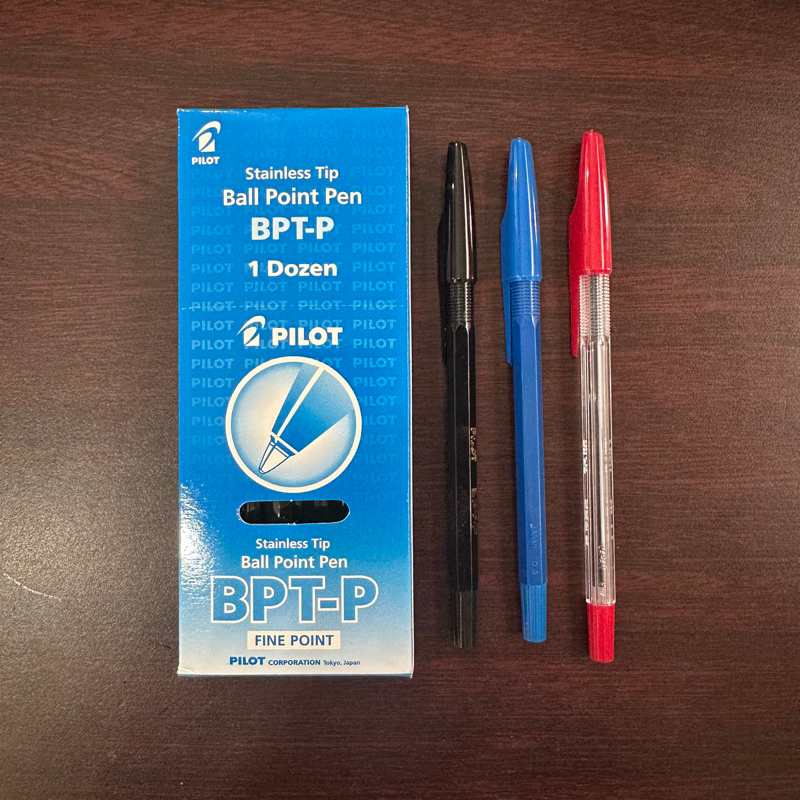 PILOT
Stainless Tip
Ball Point Pen
BPT-P
1 Dozen
PILOT
Stainless Tip
Ball Point Pen
BPT-P
FINE POINT
PILOT CORPORATION Tokyo, Japan
PILOT